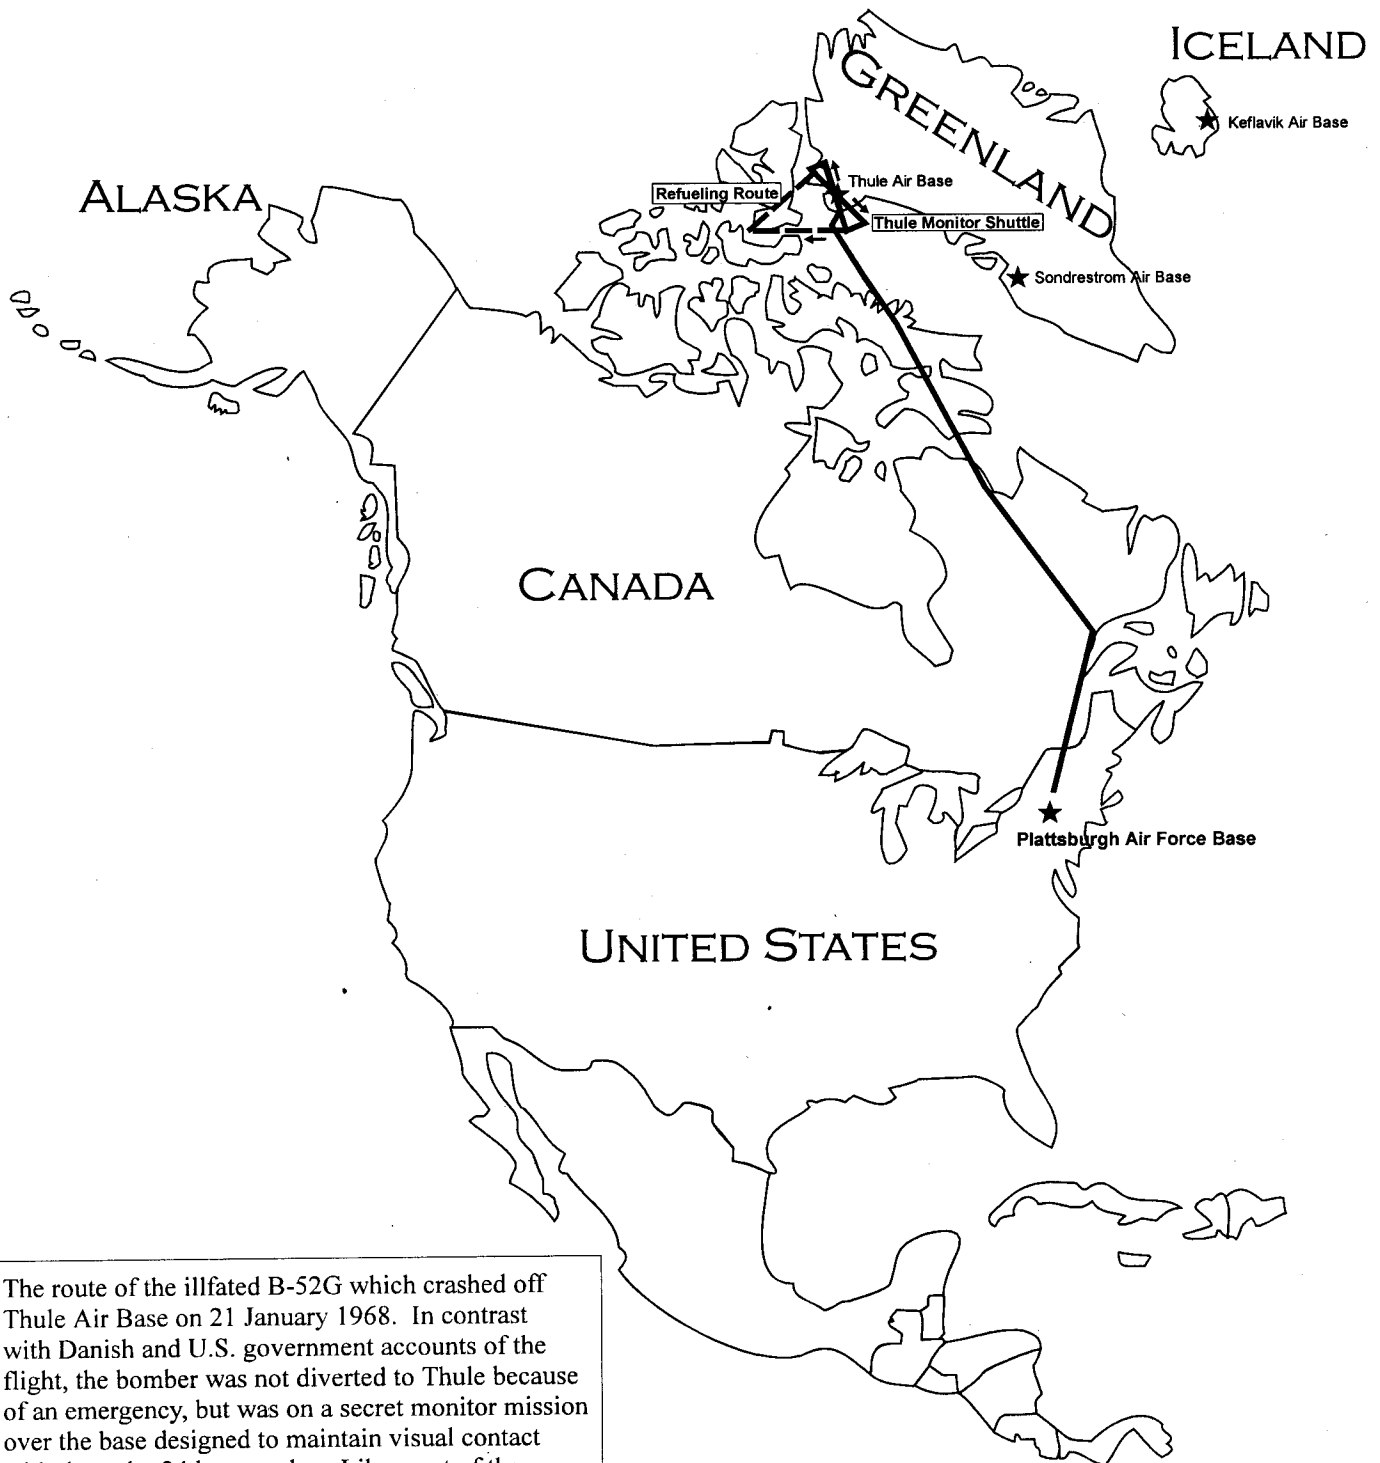 ICELAND
GREENLAND
Keflavik Air Base
ALASKA
Refueling Route
Thule Air Base
Thule Monitor Shuttle
Sondrestrom Air Base
CANADA
Plattsburgh Air Force Base
UNITED STATES
The route of the illfated B-52G which crashed off
Thule Air Base on 21 January 1968. In contrast
with Danish and U.S. government accounts of the
flight, the bomber was not diverted to Thule because
of an emergency, but was on a secret monitor mission
over the base designed to maintain visual contact